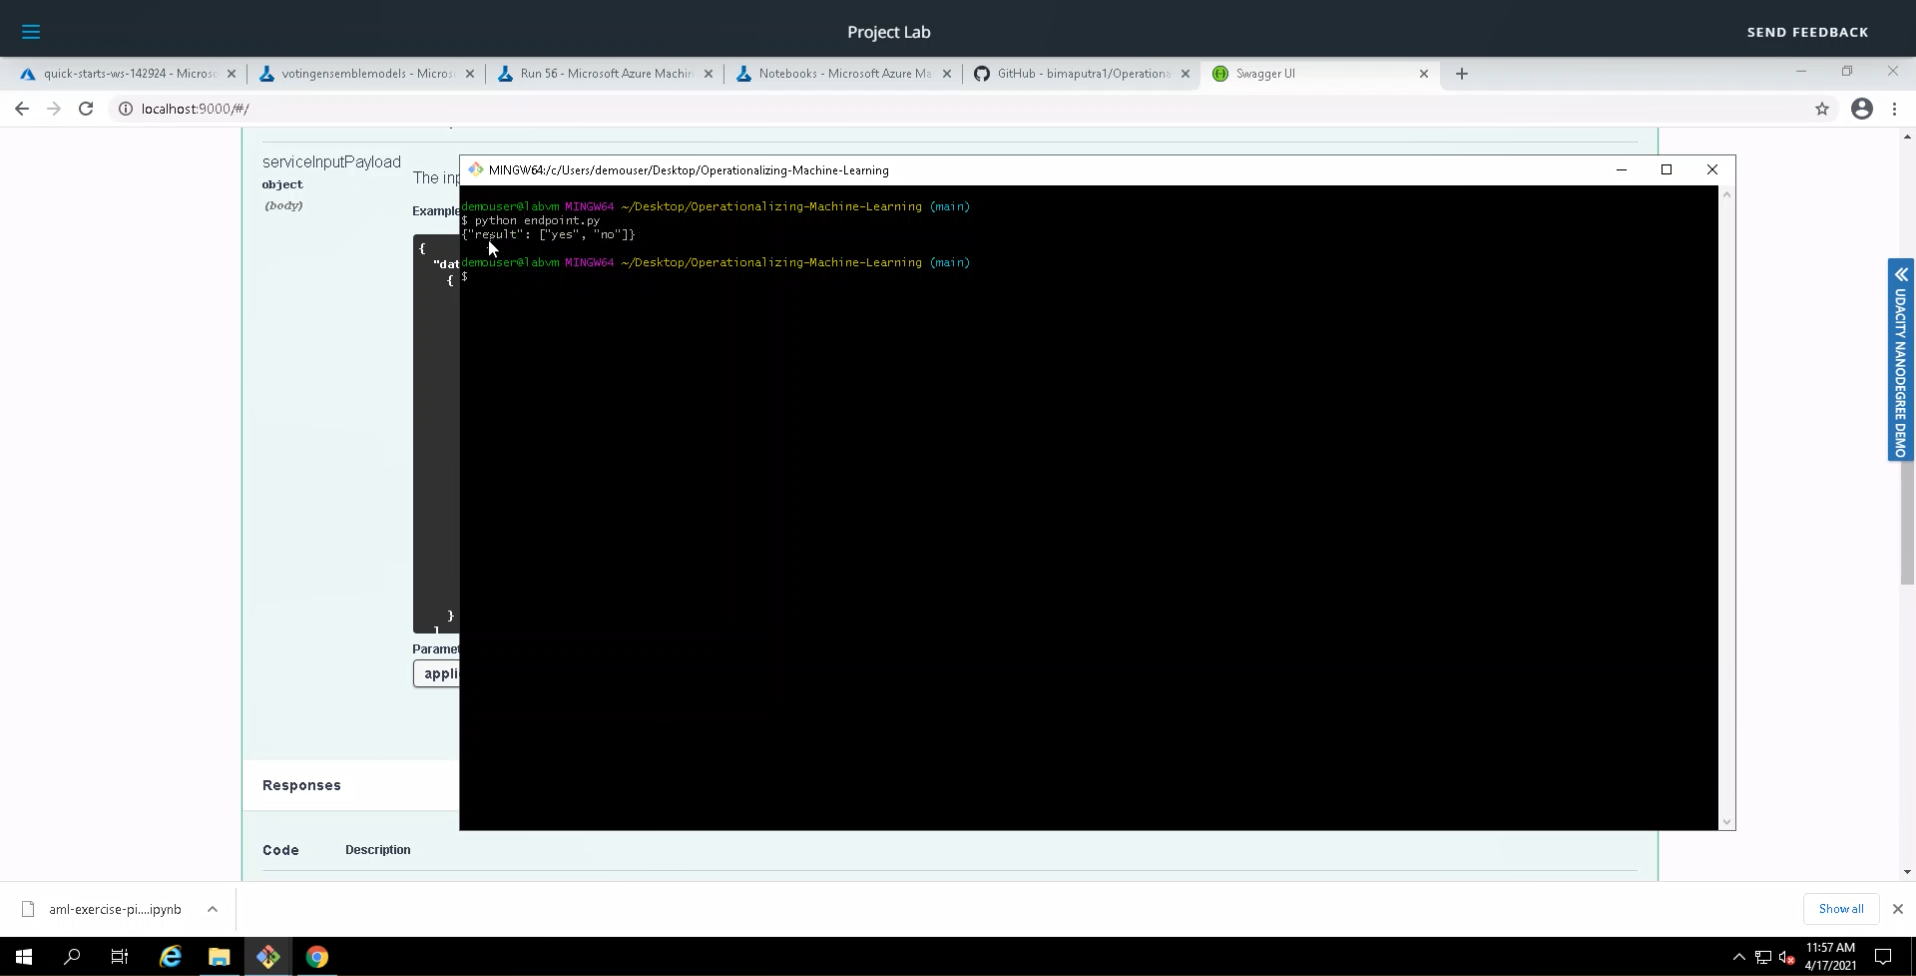 Project Lab
SEND FEEDBACK
quick-starts-ws-142924 - Micros
votingensemblemodels - Micros
Run 56 - Microsoft Azure Machin
Notebooks - Microsoft Azure Ma
GitHub - bimaputra1/Operationa
Swagger UI
localhost:9000/#/
serviceInputPayload
object
(body)
The inp
Example
{
"dat
{
}
]
Paramet
appli
MINGW64:/c/Users/demouser/Desktop/Operationalizing-Machine-Learning
demouser@labvm MINGW64 ~/Desktop/Operationalizing-Machine-Learning (main)
$ python endpoint.py
{"result": ["yes", "no"]}
demouser@labvm MINGW64 ~/Desktop/Operationalizing-Machine-Learning (main)
$
UDACITY NANODEGREE DEMO
Responses
Code Description
aml-exercise-pi....ipynb
Show all
11:57 AM
4/17/2021